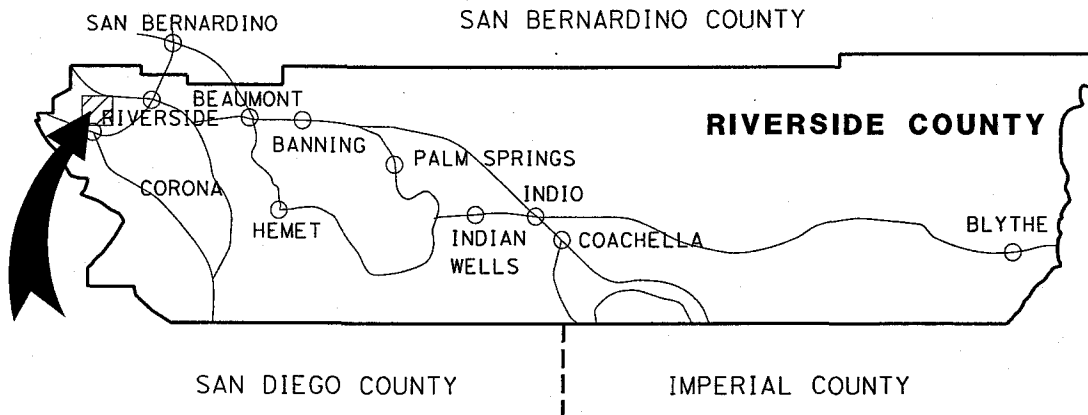 SAN BERNARDINO
SAN BERNARDINO COUNTY
BEAUMONT
RIVERSIDE
RIVERSIDE COUNTY
BANNING
PALM SPRINGS
CORONA
INDIO
HEMET
INDIAN
WELLS
COACHELLA
BLYTHE
SAN DIEGO COUNTY
IMPERIAL COUNTY